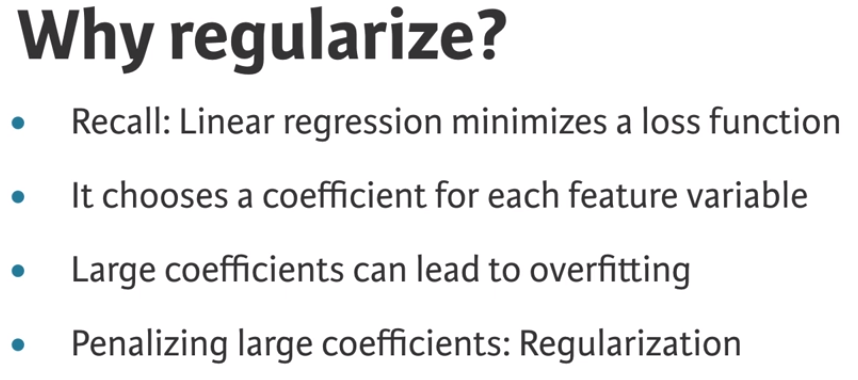 Why regularize?
• Recall: Linear regression minimizes a loss function
• It chooses a coefficient for each feature variable
• Large coefficients can lead to overfitting
• Penalizing large coefficients: Regularization